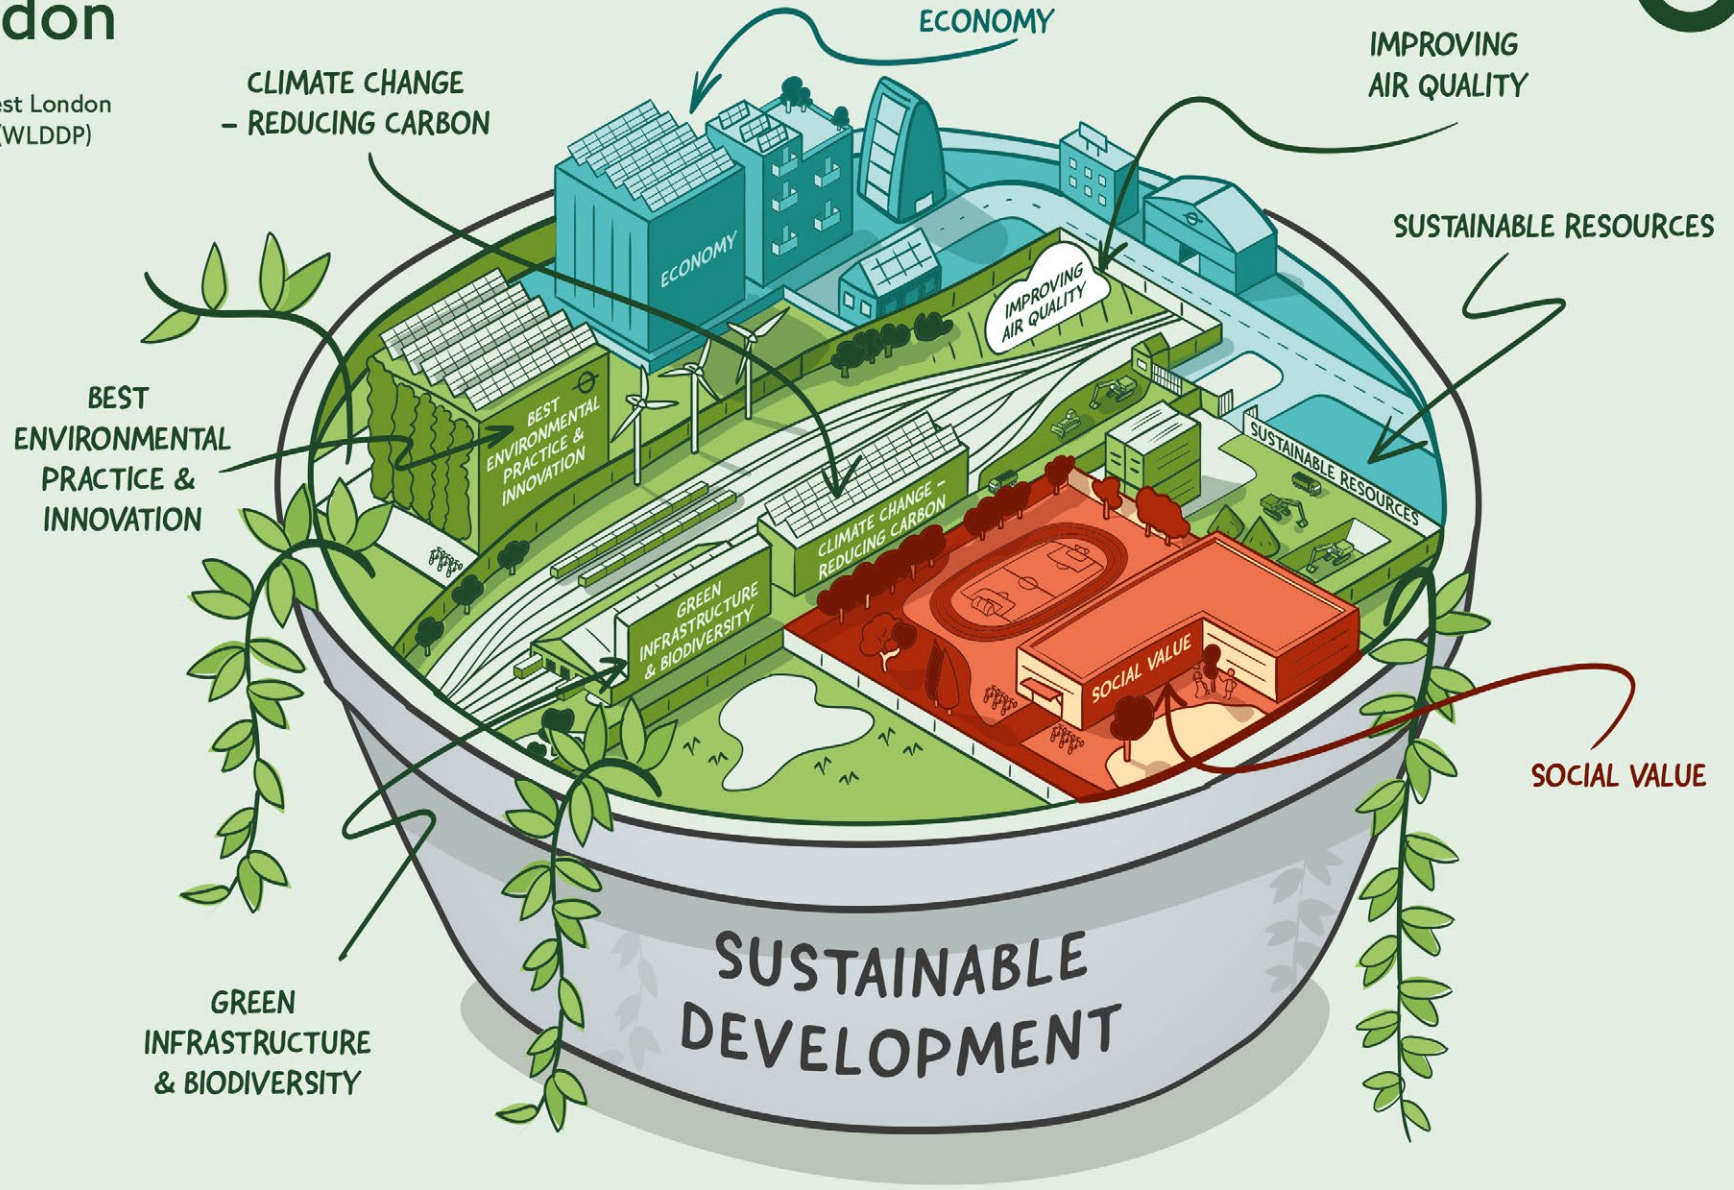 don
est London
(WLDDP)
ECONOMY
IMPROVING
AIR QUALITY
CLIMATE CHANGE
– REDUCING CARBON
SUSTAINABLE RESOURCES
BEST
ENVIRONMENTAL
PRACTICE &
INNOVATION
ECONOMY
IMPROVING
AIR QUALITY
BEST
ENVIRONMENTAL
PRACTICE &
INNOVATION
SUSTAINABLE RESOURCES
CLIMATE CHANGE –
REDUCING CARBON
GREEN
INFRASTRUCTURE
& BIODIVERSITY
SOCIAL VALUE
SOCIAL VALUE
GREEN
INFRASTRUCTURE
& BIODIVERSITY
SUSTAINABLE
DEVELOPMENT